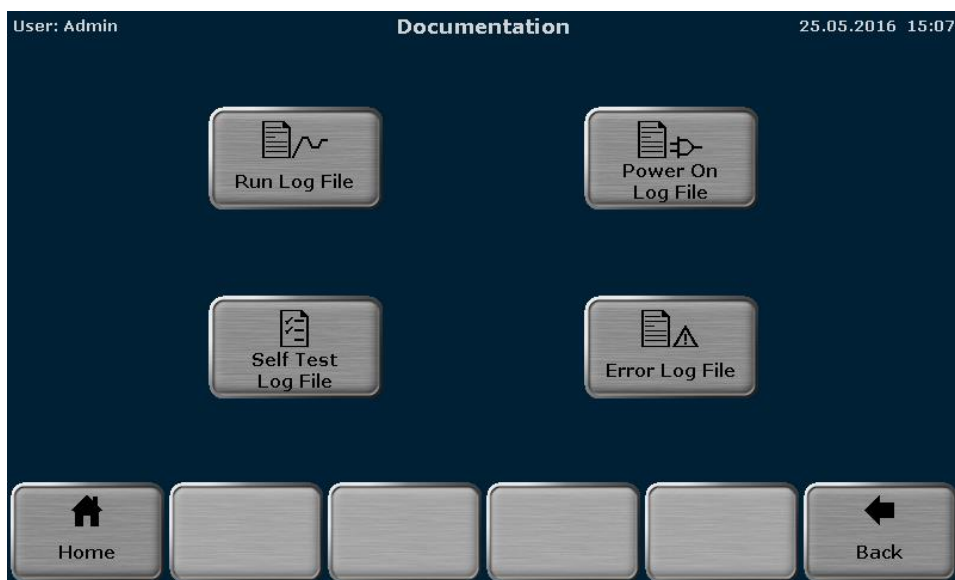 User: Admin
Documentation
25.05.2016 15:07
Run Log File
Power On
Log File
Self Test
Log File
Error Log File
Home
Back